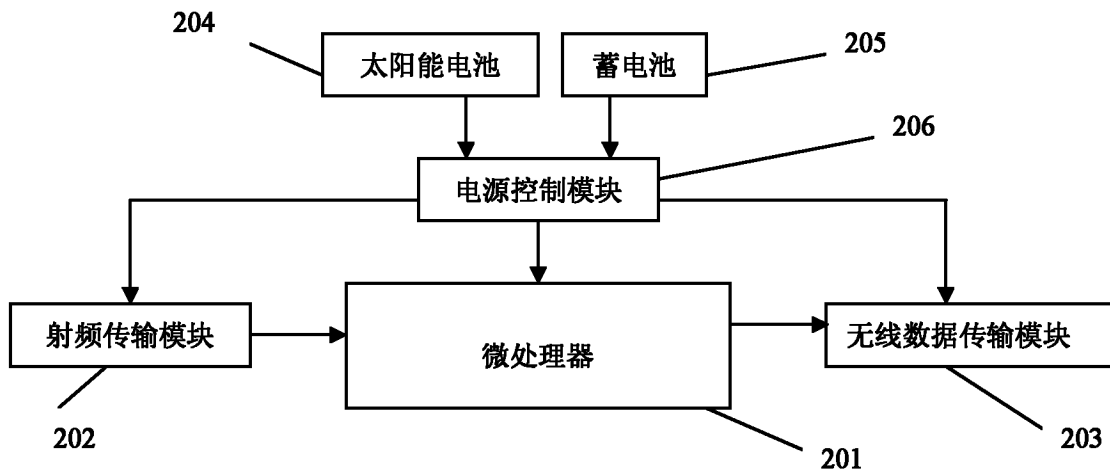 204
太阳能电池
蓄电池
205
206
电源控制模块
射频传输模块
微处理器
无线数据传输模块
202
201
203